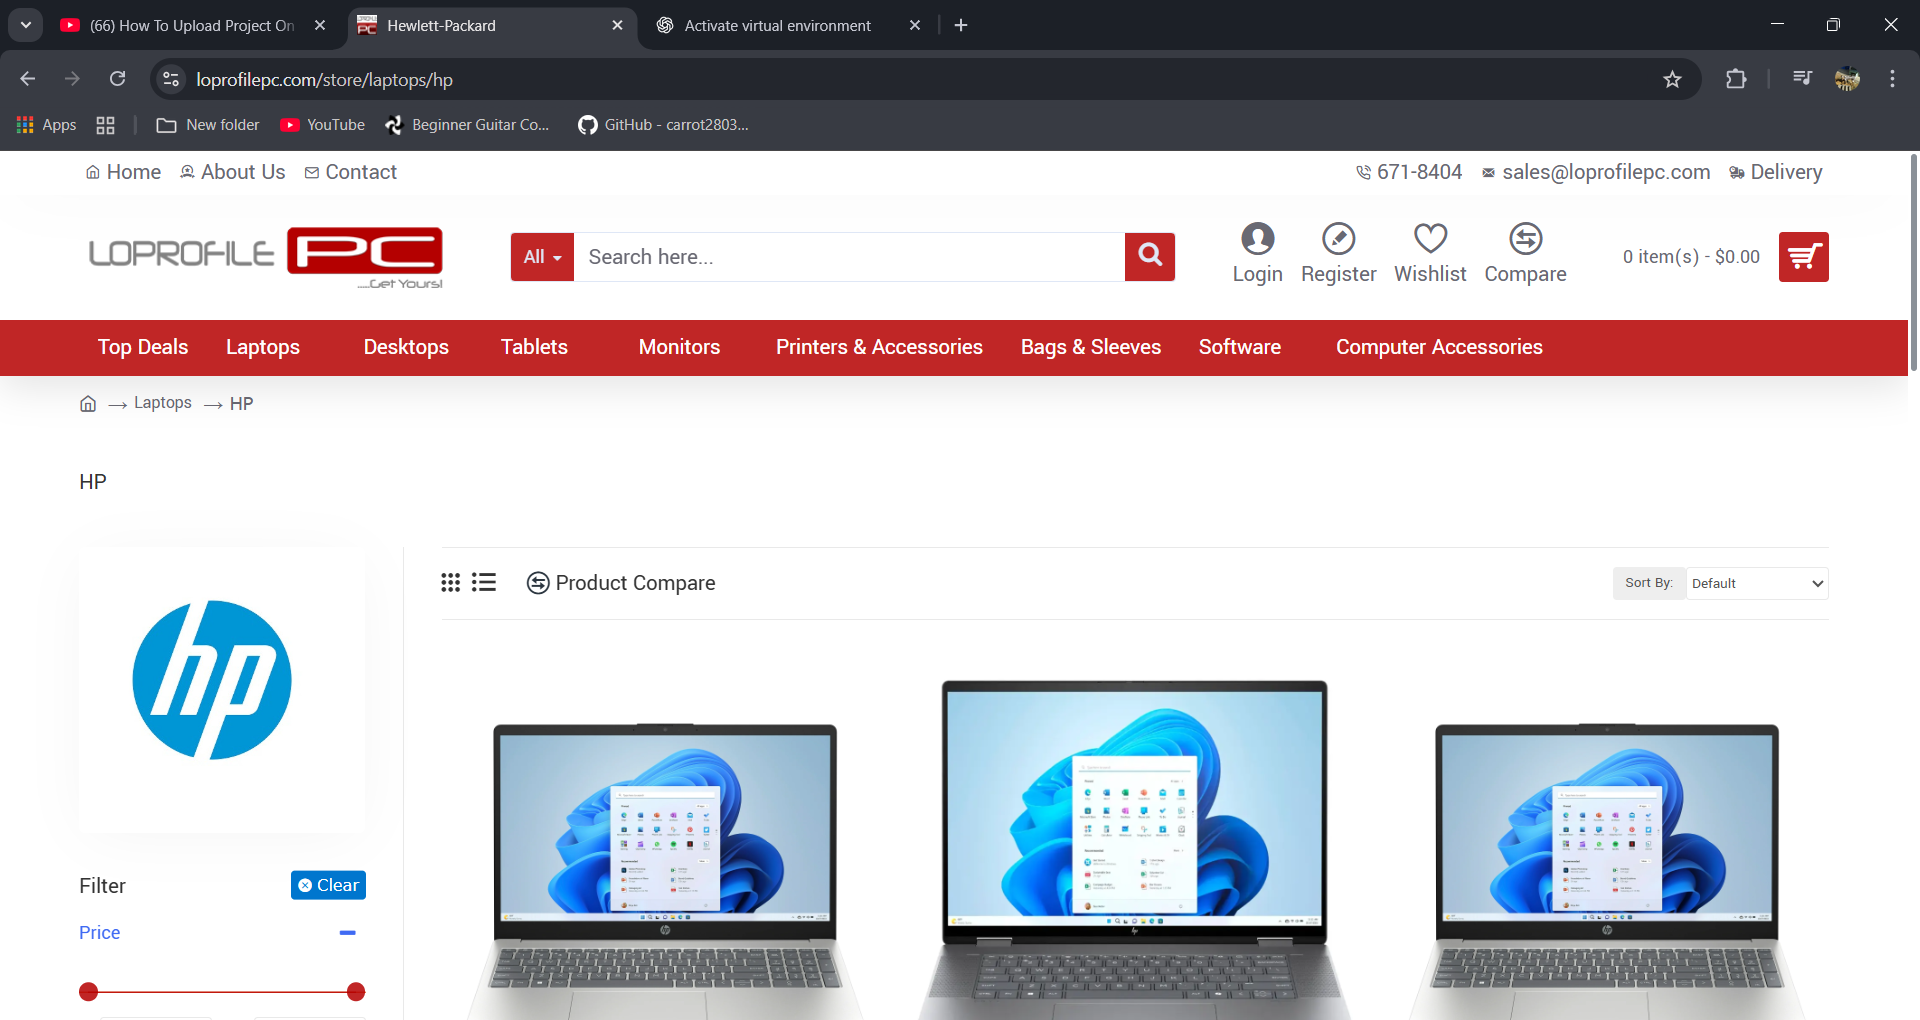 (66) How To Upload Project On
Hewlett-Packard
Activate virtual environment
loprofilepc.com/store/laptops/hp
Apps
New folder
YouTube
Beginner Guitar Co...
GitHub - carrot2803...
Home
About Us
Contact
671-8404
sales@loprofilepc.com
Delivery
LOPROFILE PC
.....Get Yours!
All
Search here...
Login
Register
Wishlist
Compare
0 item(s) - $0.00
Top Deals
Laptops
Desktops
Tablets
Monitors
Printers & Accessories
Bags & Sleeves
Software
Computer Accessories
Laptops
HP
HP
hp
Product Compare
Sort By:
Default
Filter
Clear
Price